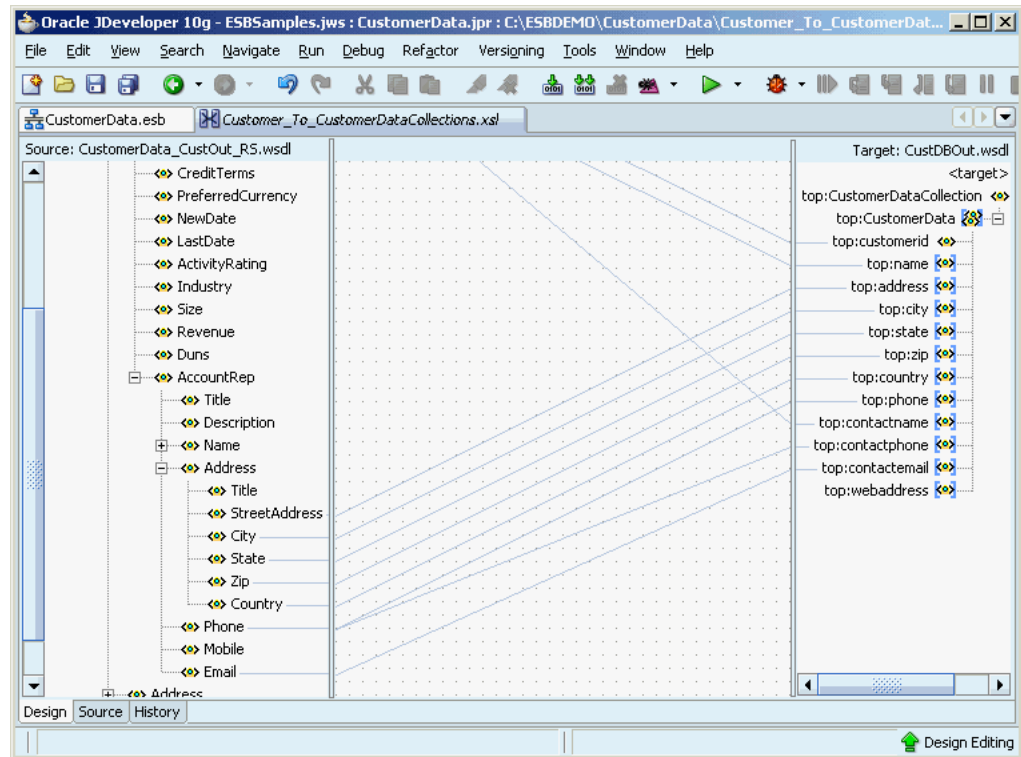 Oracle JDeveloper 10g - ESBSamples.jws : CustomerData.jpr : C:\ESBDEMO\CustomerData\Customer_To_CustomerDat...
File Edit View Search Navigate Run Debug Refactor Versioning Tools Window Help
CustomerData.esb Customer_To_CustomerDataCollections.xsl
Source: CustomerData_CustOut_RS.wsdl
CreditTerms
PreferredCurrency
NewDate
LastDate
ActivityRating
Industry
Size
Revenue
Duns
AccountRep
Title
Description
Name
Address
Title
StreetAddress
City
State
Zip
Country
Phone
Mobile
Email
Address
Target: CustDBOut.wsdl
<target>
top:CustomerDataCollection
top:CustomerData
top:customerid
top:name
top:address
top:city
top:state
top:zip
top:country
top:phone
top:contactname
top:contactphone
top:contactemail
top:webaddress
Design Source History
Design Editing